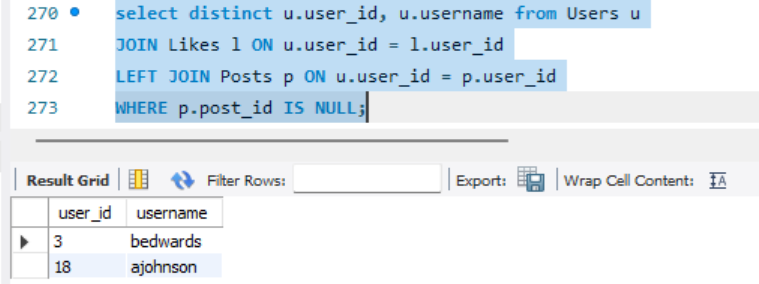 270 select distinct u.user_id, u.username from Users u
271 JOIN Likes l ON u.user_id = l.user_id
272 LEFT JOIN Posts p ON u.user_id = p.user_id
273 WHERE p.post_id IS NULL;
Result Grid Filter Rows: Export: Wrap Cell Content: IA
user_id username
3 bedwards
18 ajohnson